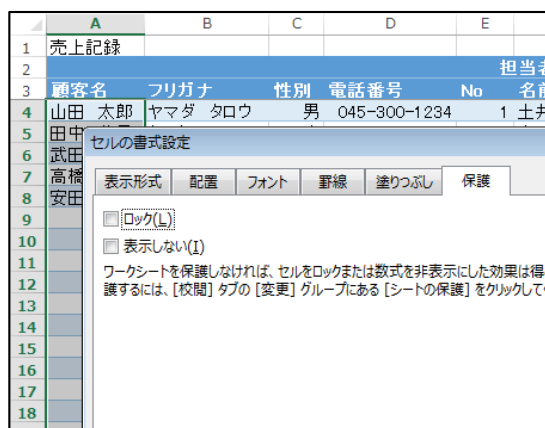 A B C D E
1 売上記録
2 担当者
3 顧客名 フリガナ 性別 電話番号 No 名前
4 山田 太郎 ヤマダ タロウ 男 045-300-1234 1 土井
5 田中
6 武田
7 高橋
8 安田
9
10
11
12
13
14
15
16
17
18
セルの書式設定
表示形式 配置 フォント 罫線 塗りつぶし 保護
ロック(L)
表示しない(I)
ワークシートを保護しなければ、セルをロックまたは数式を非表示にした効果は得
護するには、[校閲] タブの [変更] グループにある [シートの保護] をクリックして